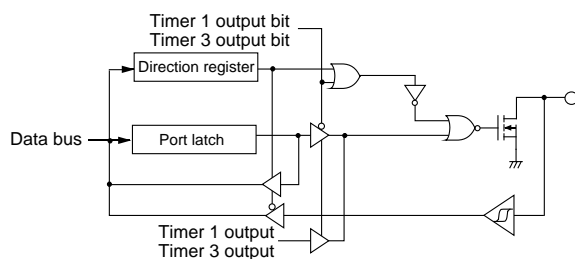 Timer 1 output bit
Timer 3 output bit
Direction register
Data bus
Port latch
Timer 1 output
Timer 3 output